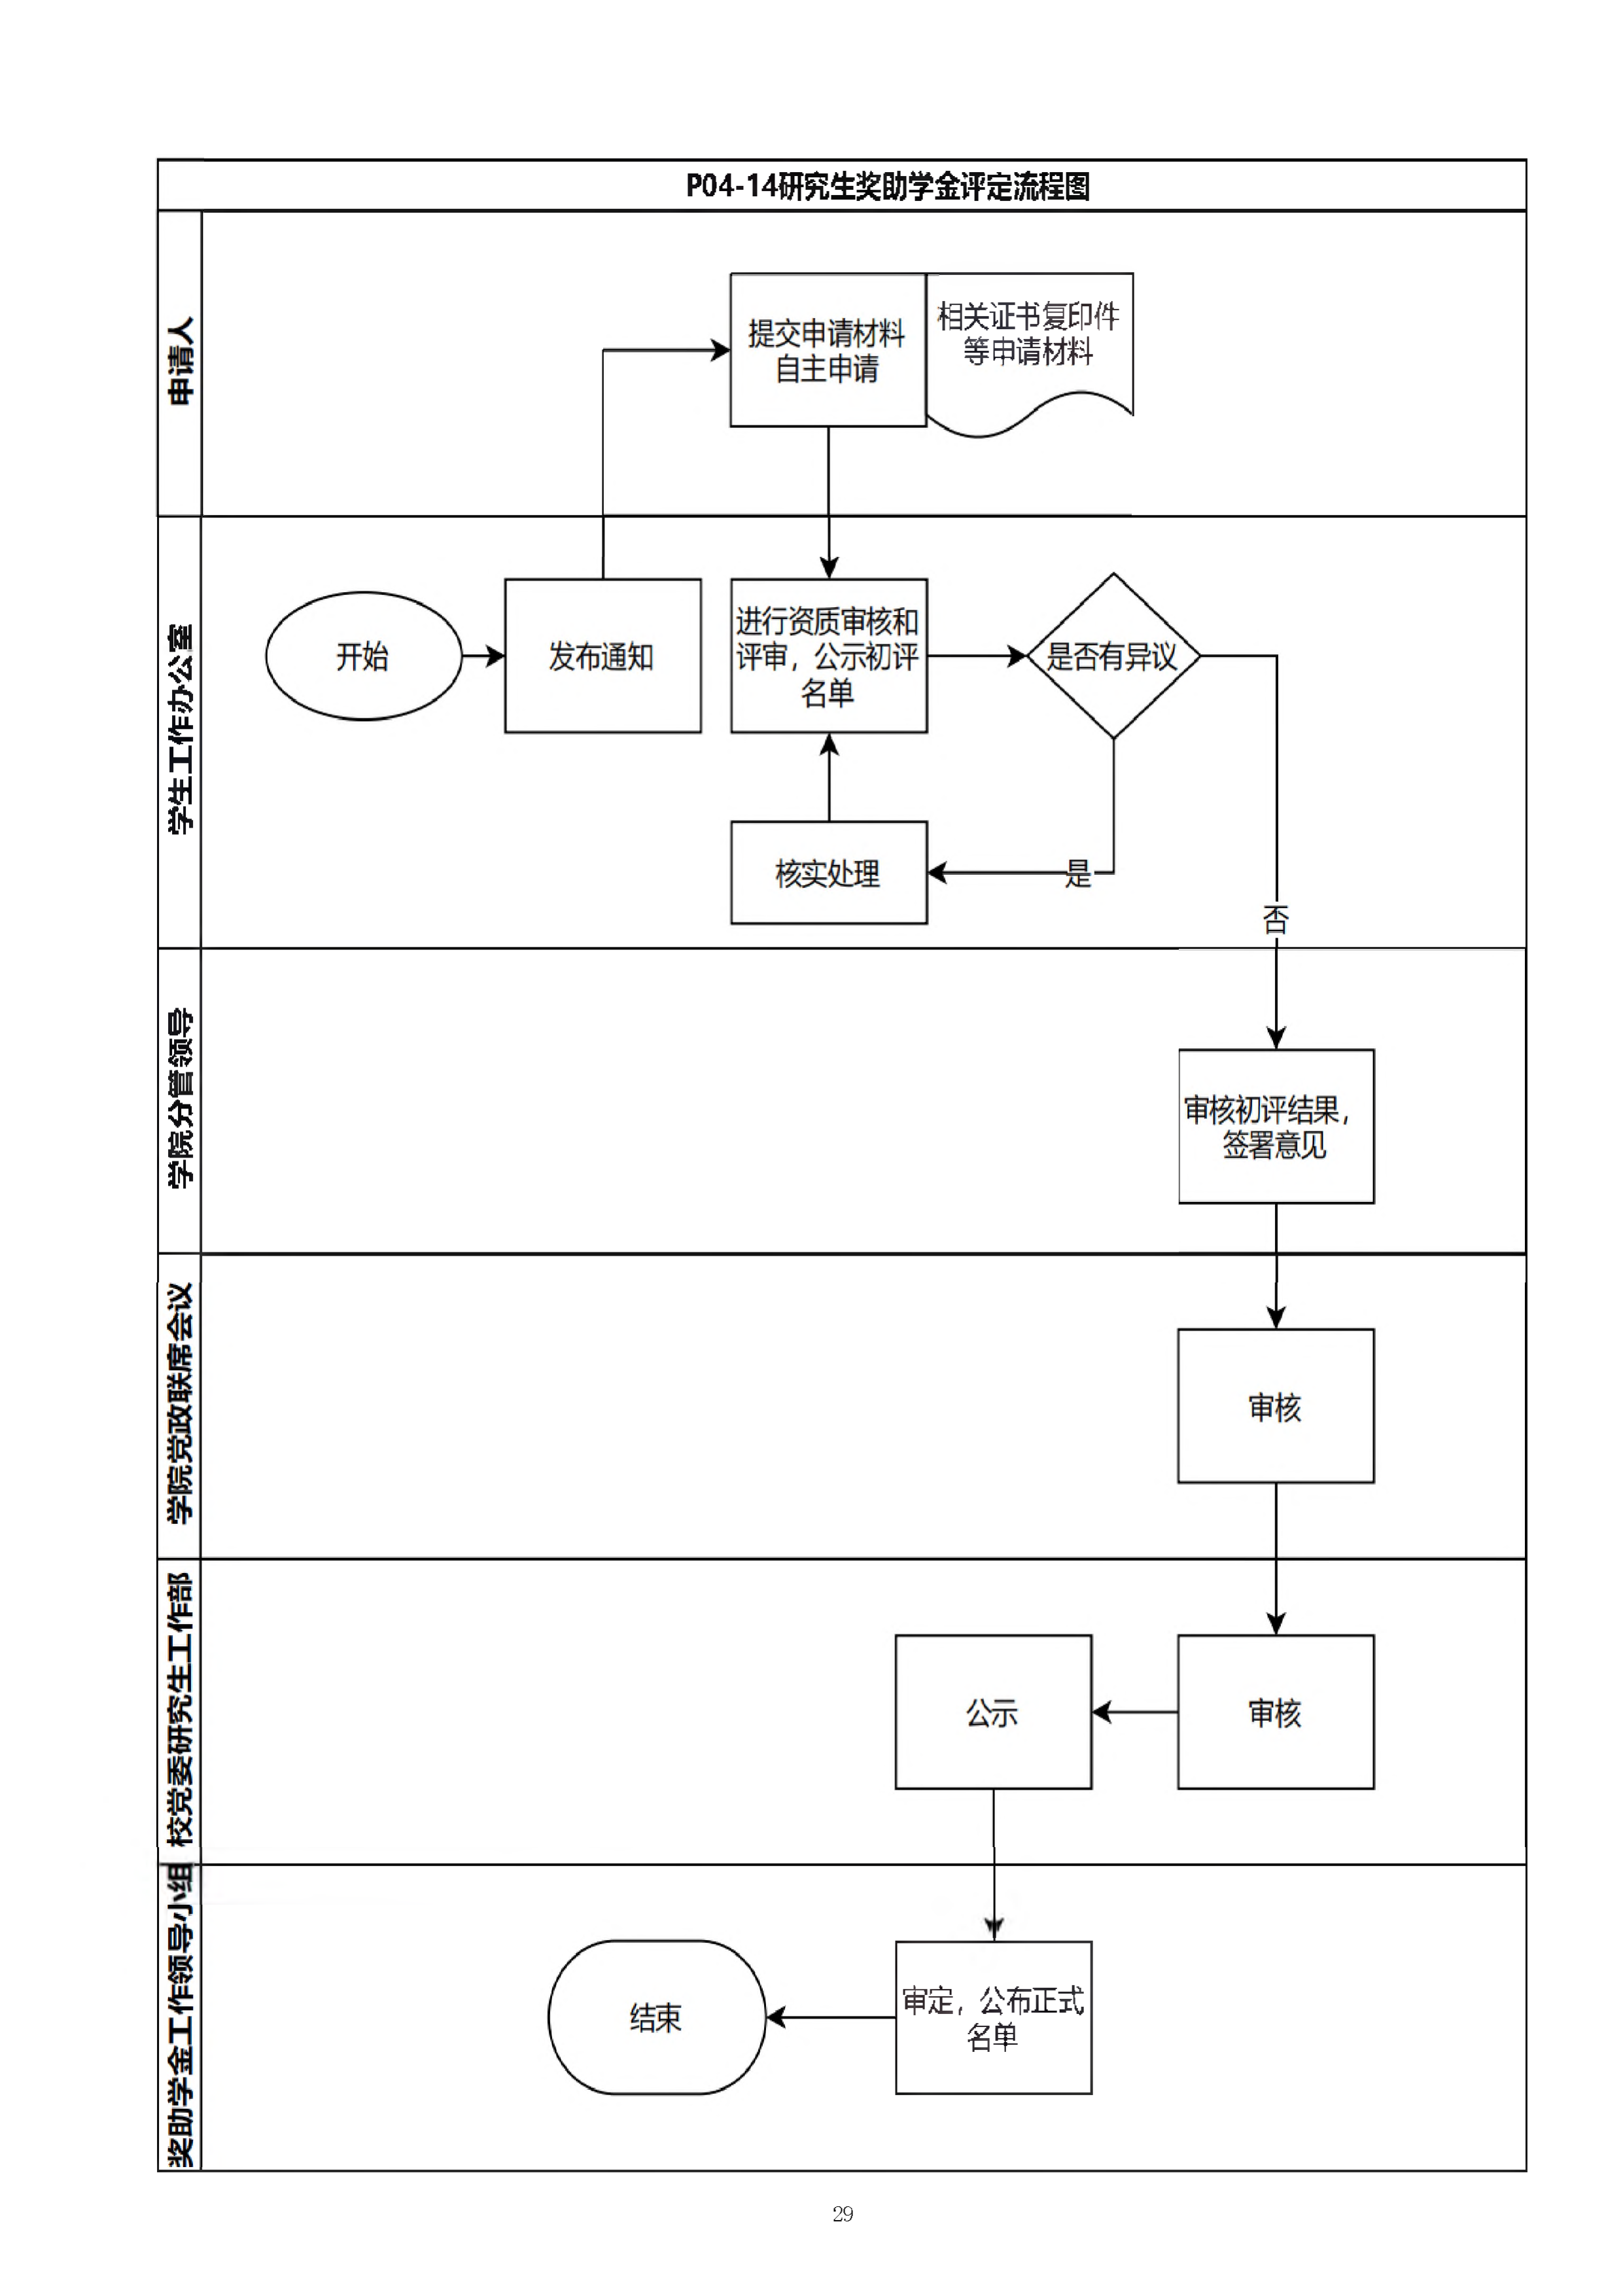 P04-14研究生奖助学金评定流程图
申请人
提交申请材料
自主申请
相关证书复印件
等申请材料
学生工作办公室
开始
发布通知
进行资质审核和
评审，公示初评
名单
是否有异议
核实处理
是
否
学院分管领导
审核初评结果，
签署意见
学院党政联席会议
审核
校党委研究生工作部
公示
审核
奖助学金工作领导小组
结束
审定，公布正式
名单
29